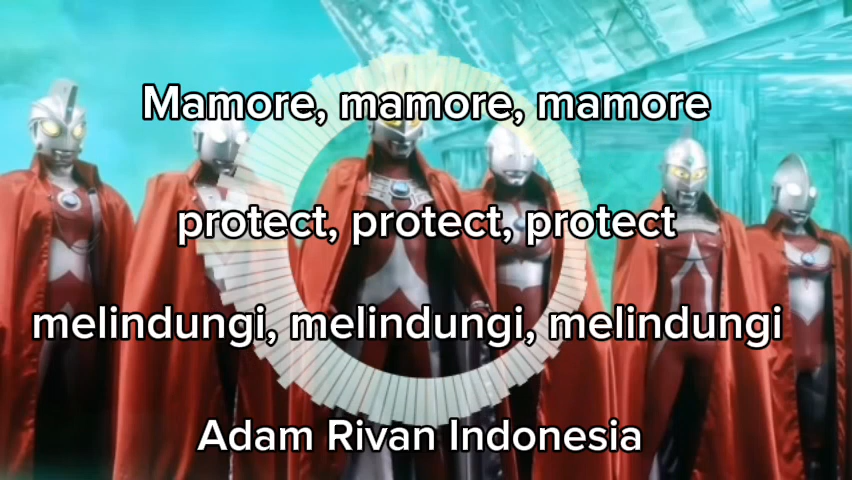 Mamore, mamore, mamore
protect, protect, protect
melindungi, melindungi, melindungi
Adam Rivan Indonesia